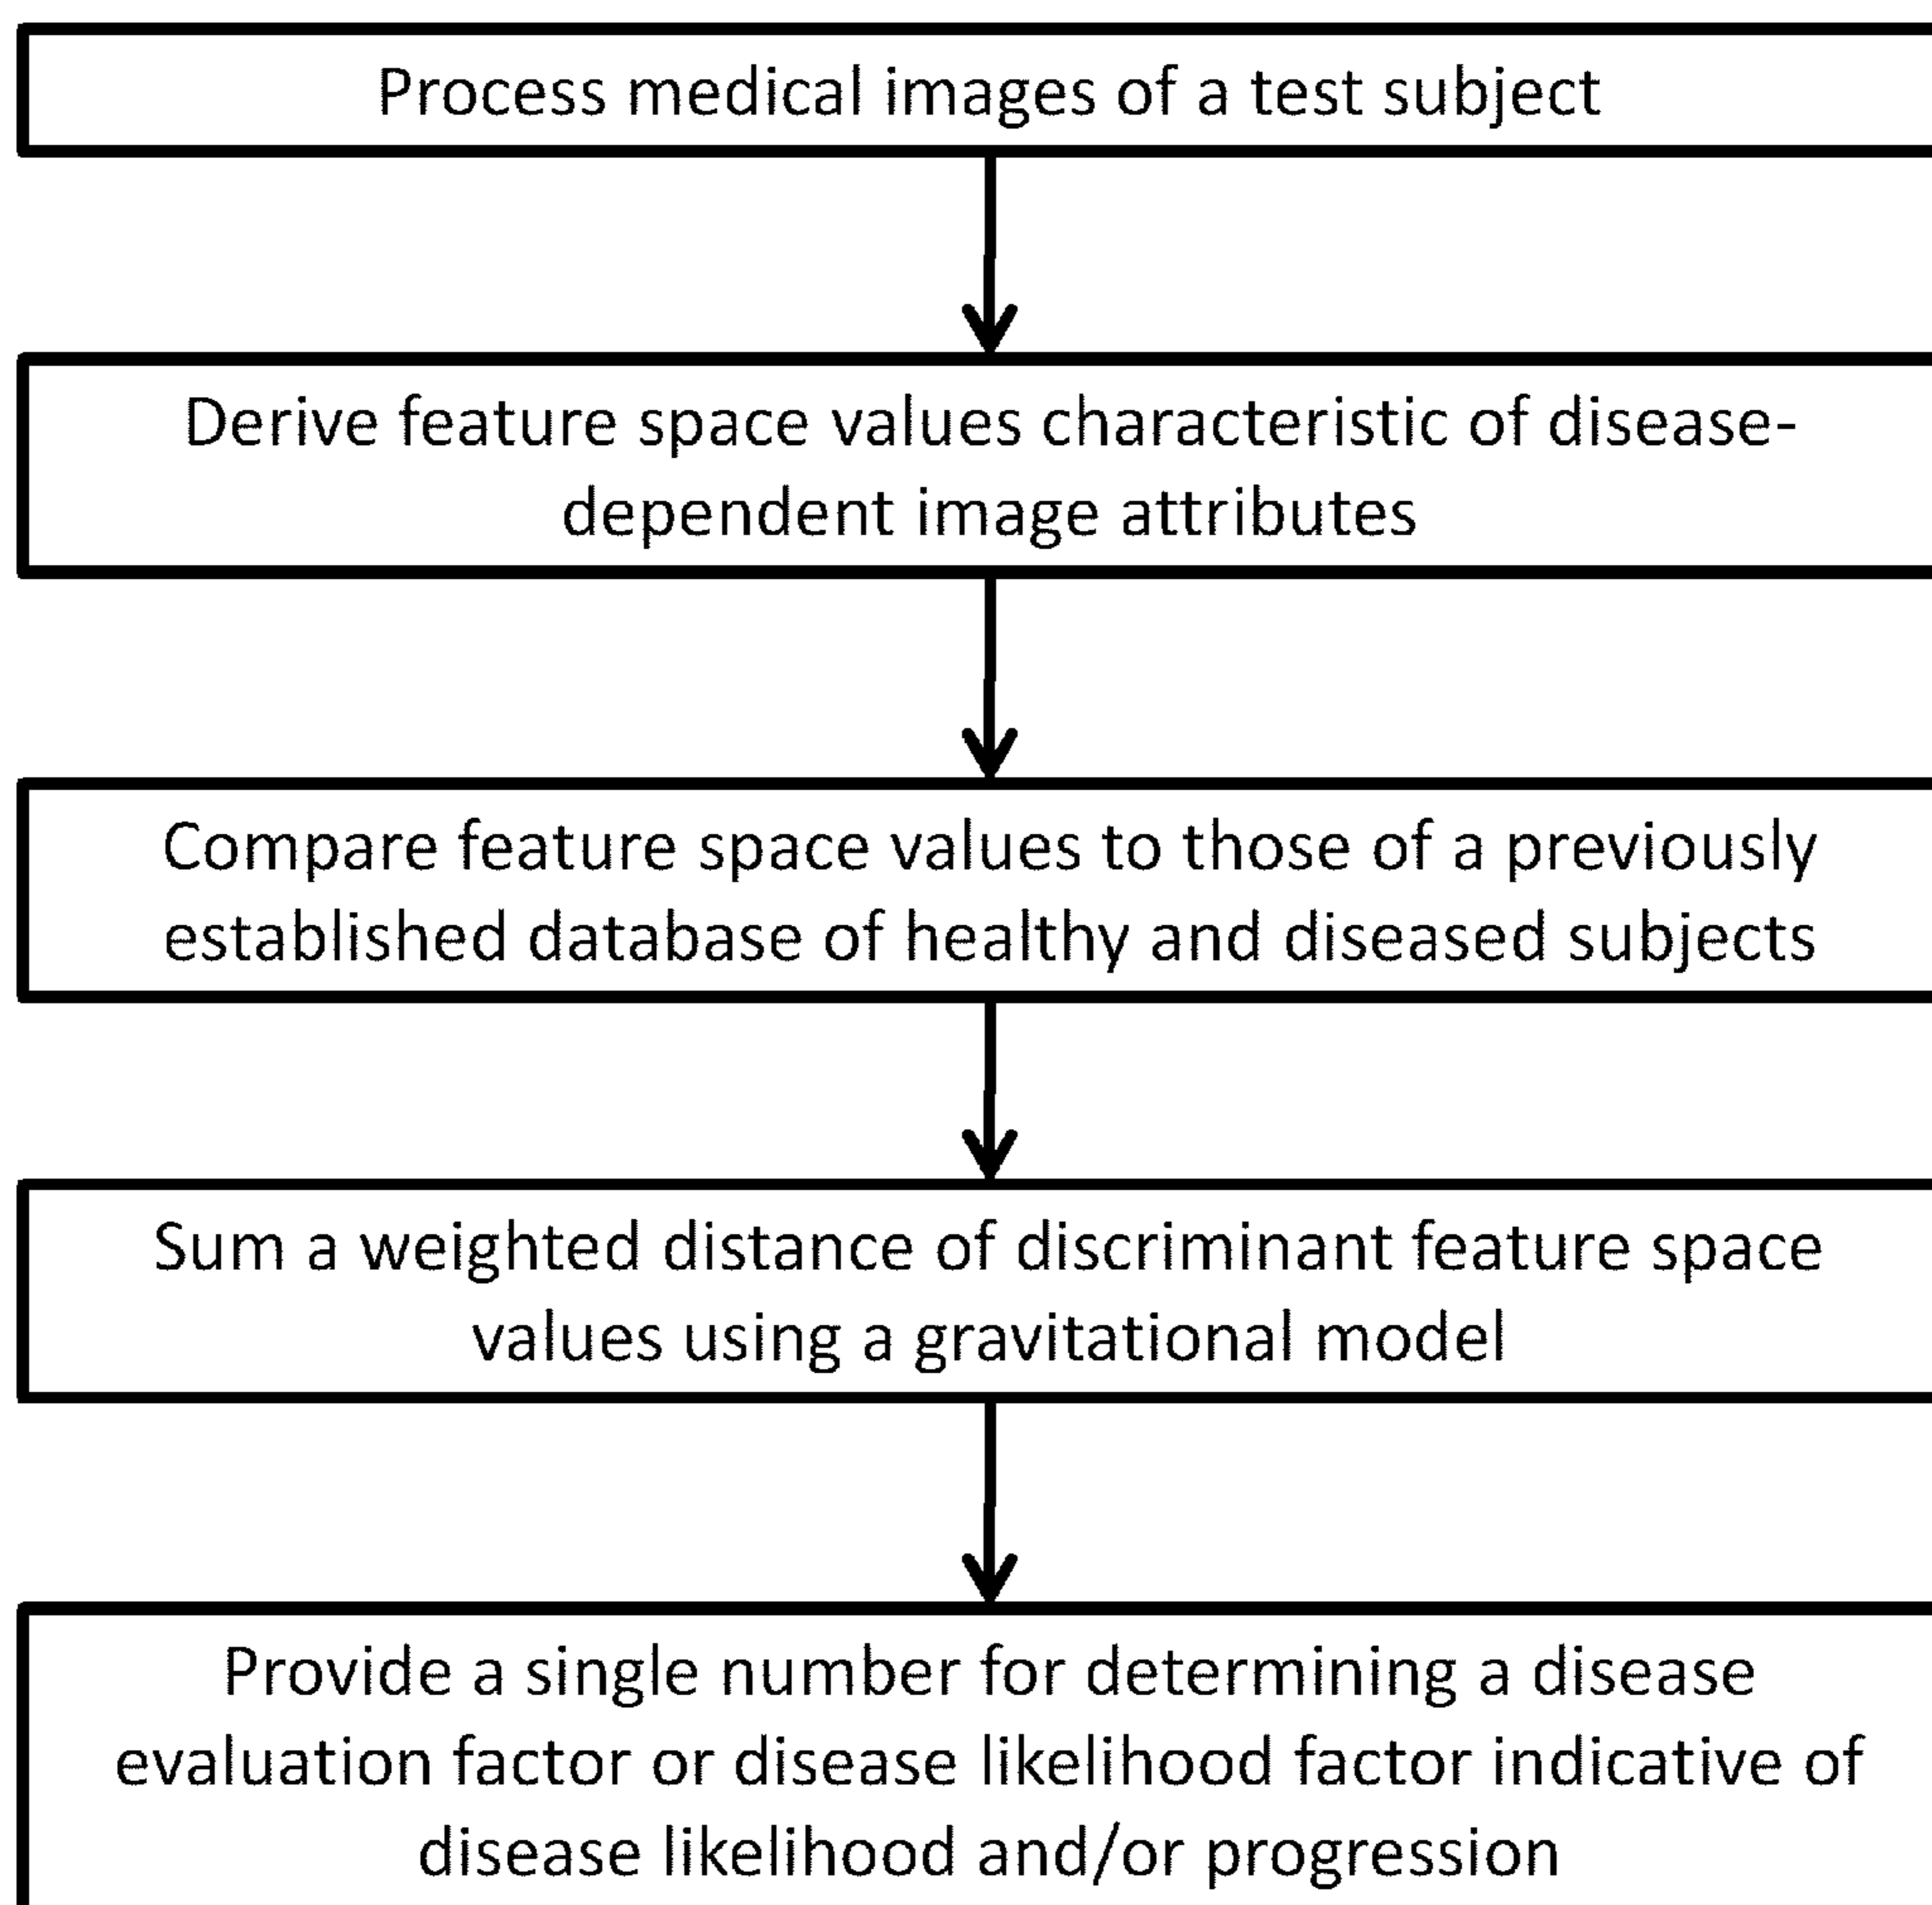 Process medical images of a test subject
Derive feature space values characteristic of disease-
dependent image attributes
Compare feature space values to those of a previously
established database of healthy and diseased subjects
Sum a weighted distance of discriminant feature space
values using a gravitational model
Provide a single number for determining a disease
evaluation factor or disease likelihood factor indicative of
disease likelihood and/or progression